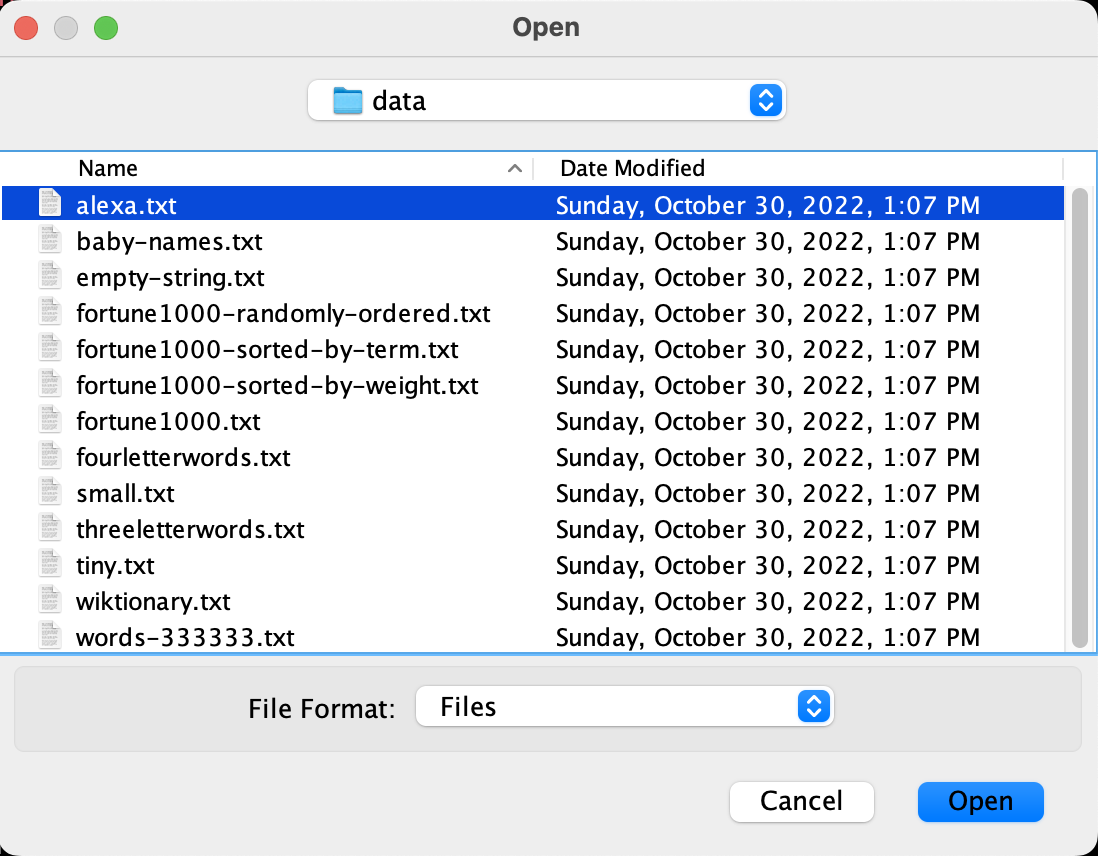 Open
data
Name Date Modified
alexa.txt Sunday, October 30, 2022, 1:07 PM
baby-names.txt Sunday, October 30, 2022, 1:07 PM
empty-string.txt Sunday, October 30, 2022, 1:07 PM
fortune1000-randomly-ordered.txt Sunday, October 30, 2022, 1:07 PM
fortune1000-sorted-by-term.txt Sunday, October 30, 2022, 1:07 PM
fortune1000-sorted-by-weight.txt Sunday, October 30, 2022, 1:07 PM
fortune1000.txt Sunday, October 30, 2022, 1:07 PM
fourletterwords.txt Sunday, October 30, 2022, 1:07 PM
small.txt Sunday, October 30, 2022, 1:07 PM
threeletterwords.txt Sunday, October 30, 2022, 1:07 PM
tiny.txt Sunday, October 30, 2022, 1:07 PM
wiktionary.txt Sunday, October 30, 2022, 1:07 PM
words-333333.txt Sunday, October 30, 2022, 1:07 PM
File Format: Files
Cancel Open